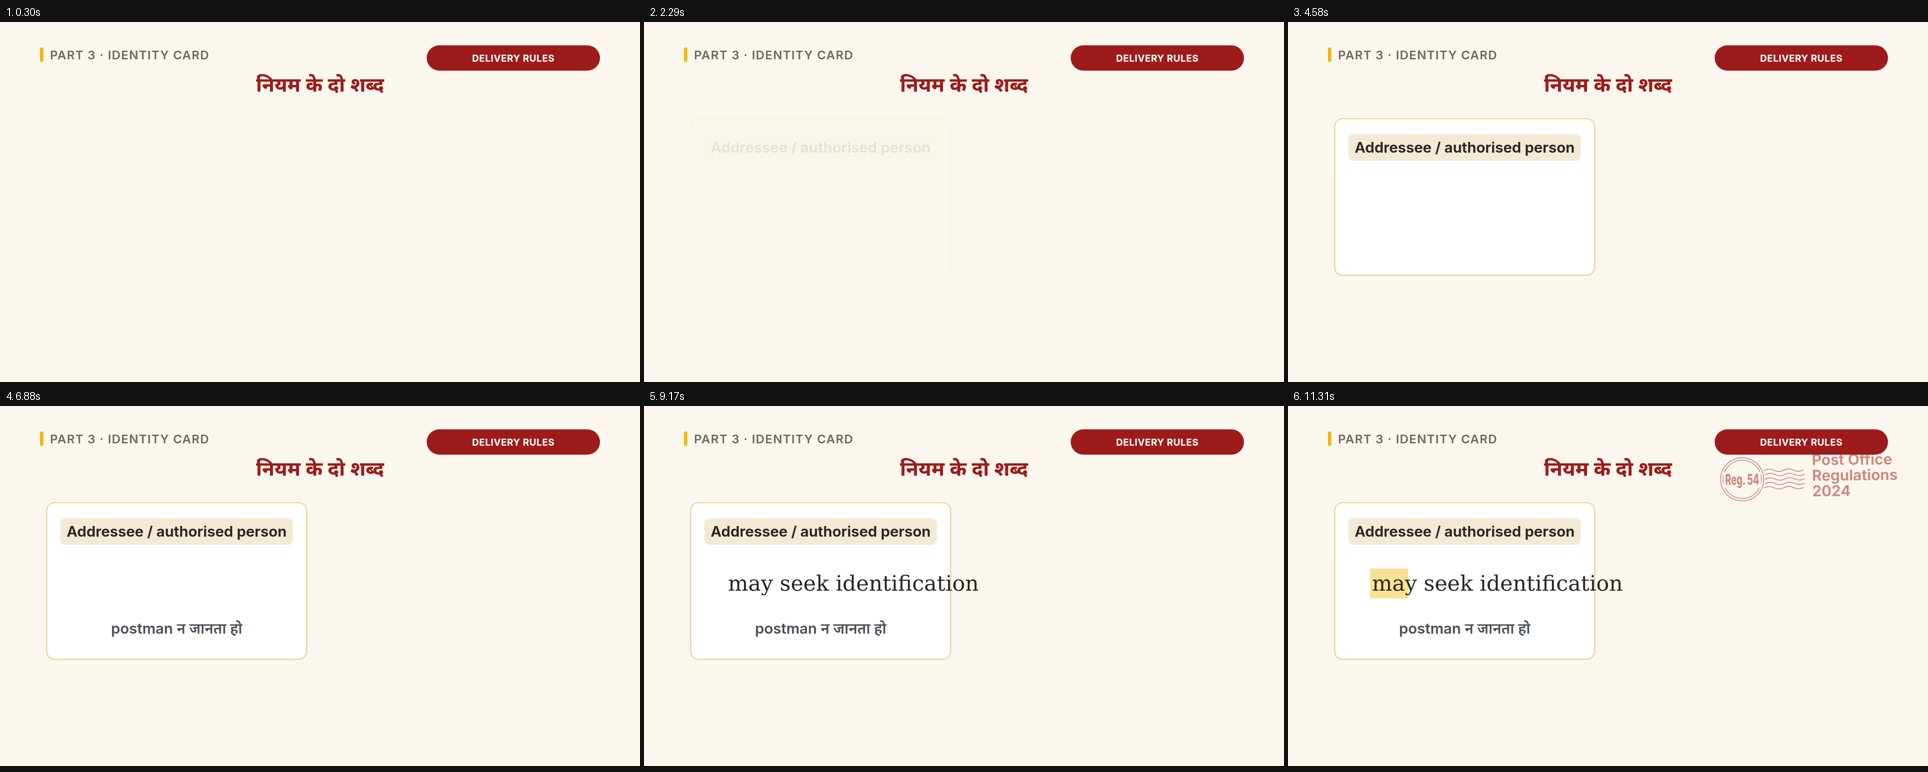 1. 0.30s
PART 3 · IDENTITY CARD
DELIVERY RULES
नियम के दो शब्द
2. 2.29s
PART 3 · IDENTITY CARD
DELIVERY RULES
नियम के दो शब्द
Addressee / authorised person
3. 4.58s
PART 3 · IDENTITY CARD
DELIVERY RULES
नियम के दो शब्द
Addressee / authorised person
4. 6.88s
PART 3 · IDENTITY CARD
DELIVERY RULES
नियम के दो शब्द
Addressee / authorised person
postman न जानता हो
5. 9.17s
PART 3 · IDENTITY CARD
DELIVERY RULES
नियम के दो शब्द
Addressee / authorised person
may seek identification
postman न जानता हो
6. 11.31s
PART 3 · IDENTITY CARD
DELIVERY RULES
नियम के दो शब्द
Reg. 54
Post Office
Regulations
2024
Addressee / authorised person
may seek identification
postman न जानता हो